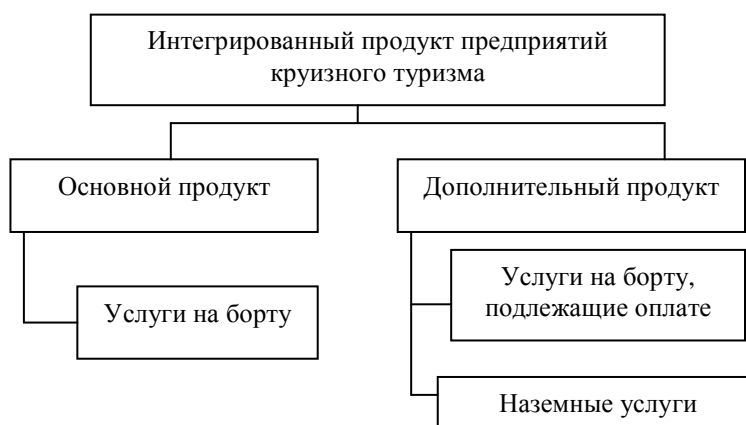 Интегрированный продукт предприятий
круизного туризма
Основной продукт
Дополнительный продукт
Услуги на борту
Услуги на борту,
подлежащие оплате
Наземные услуги